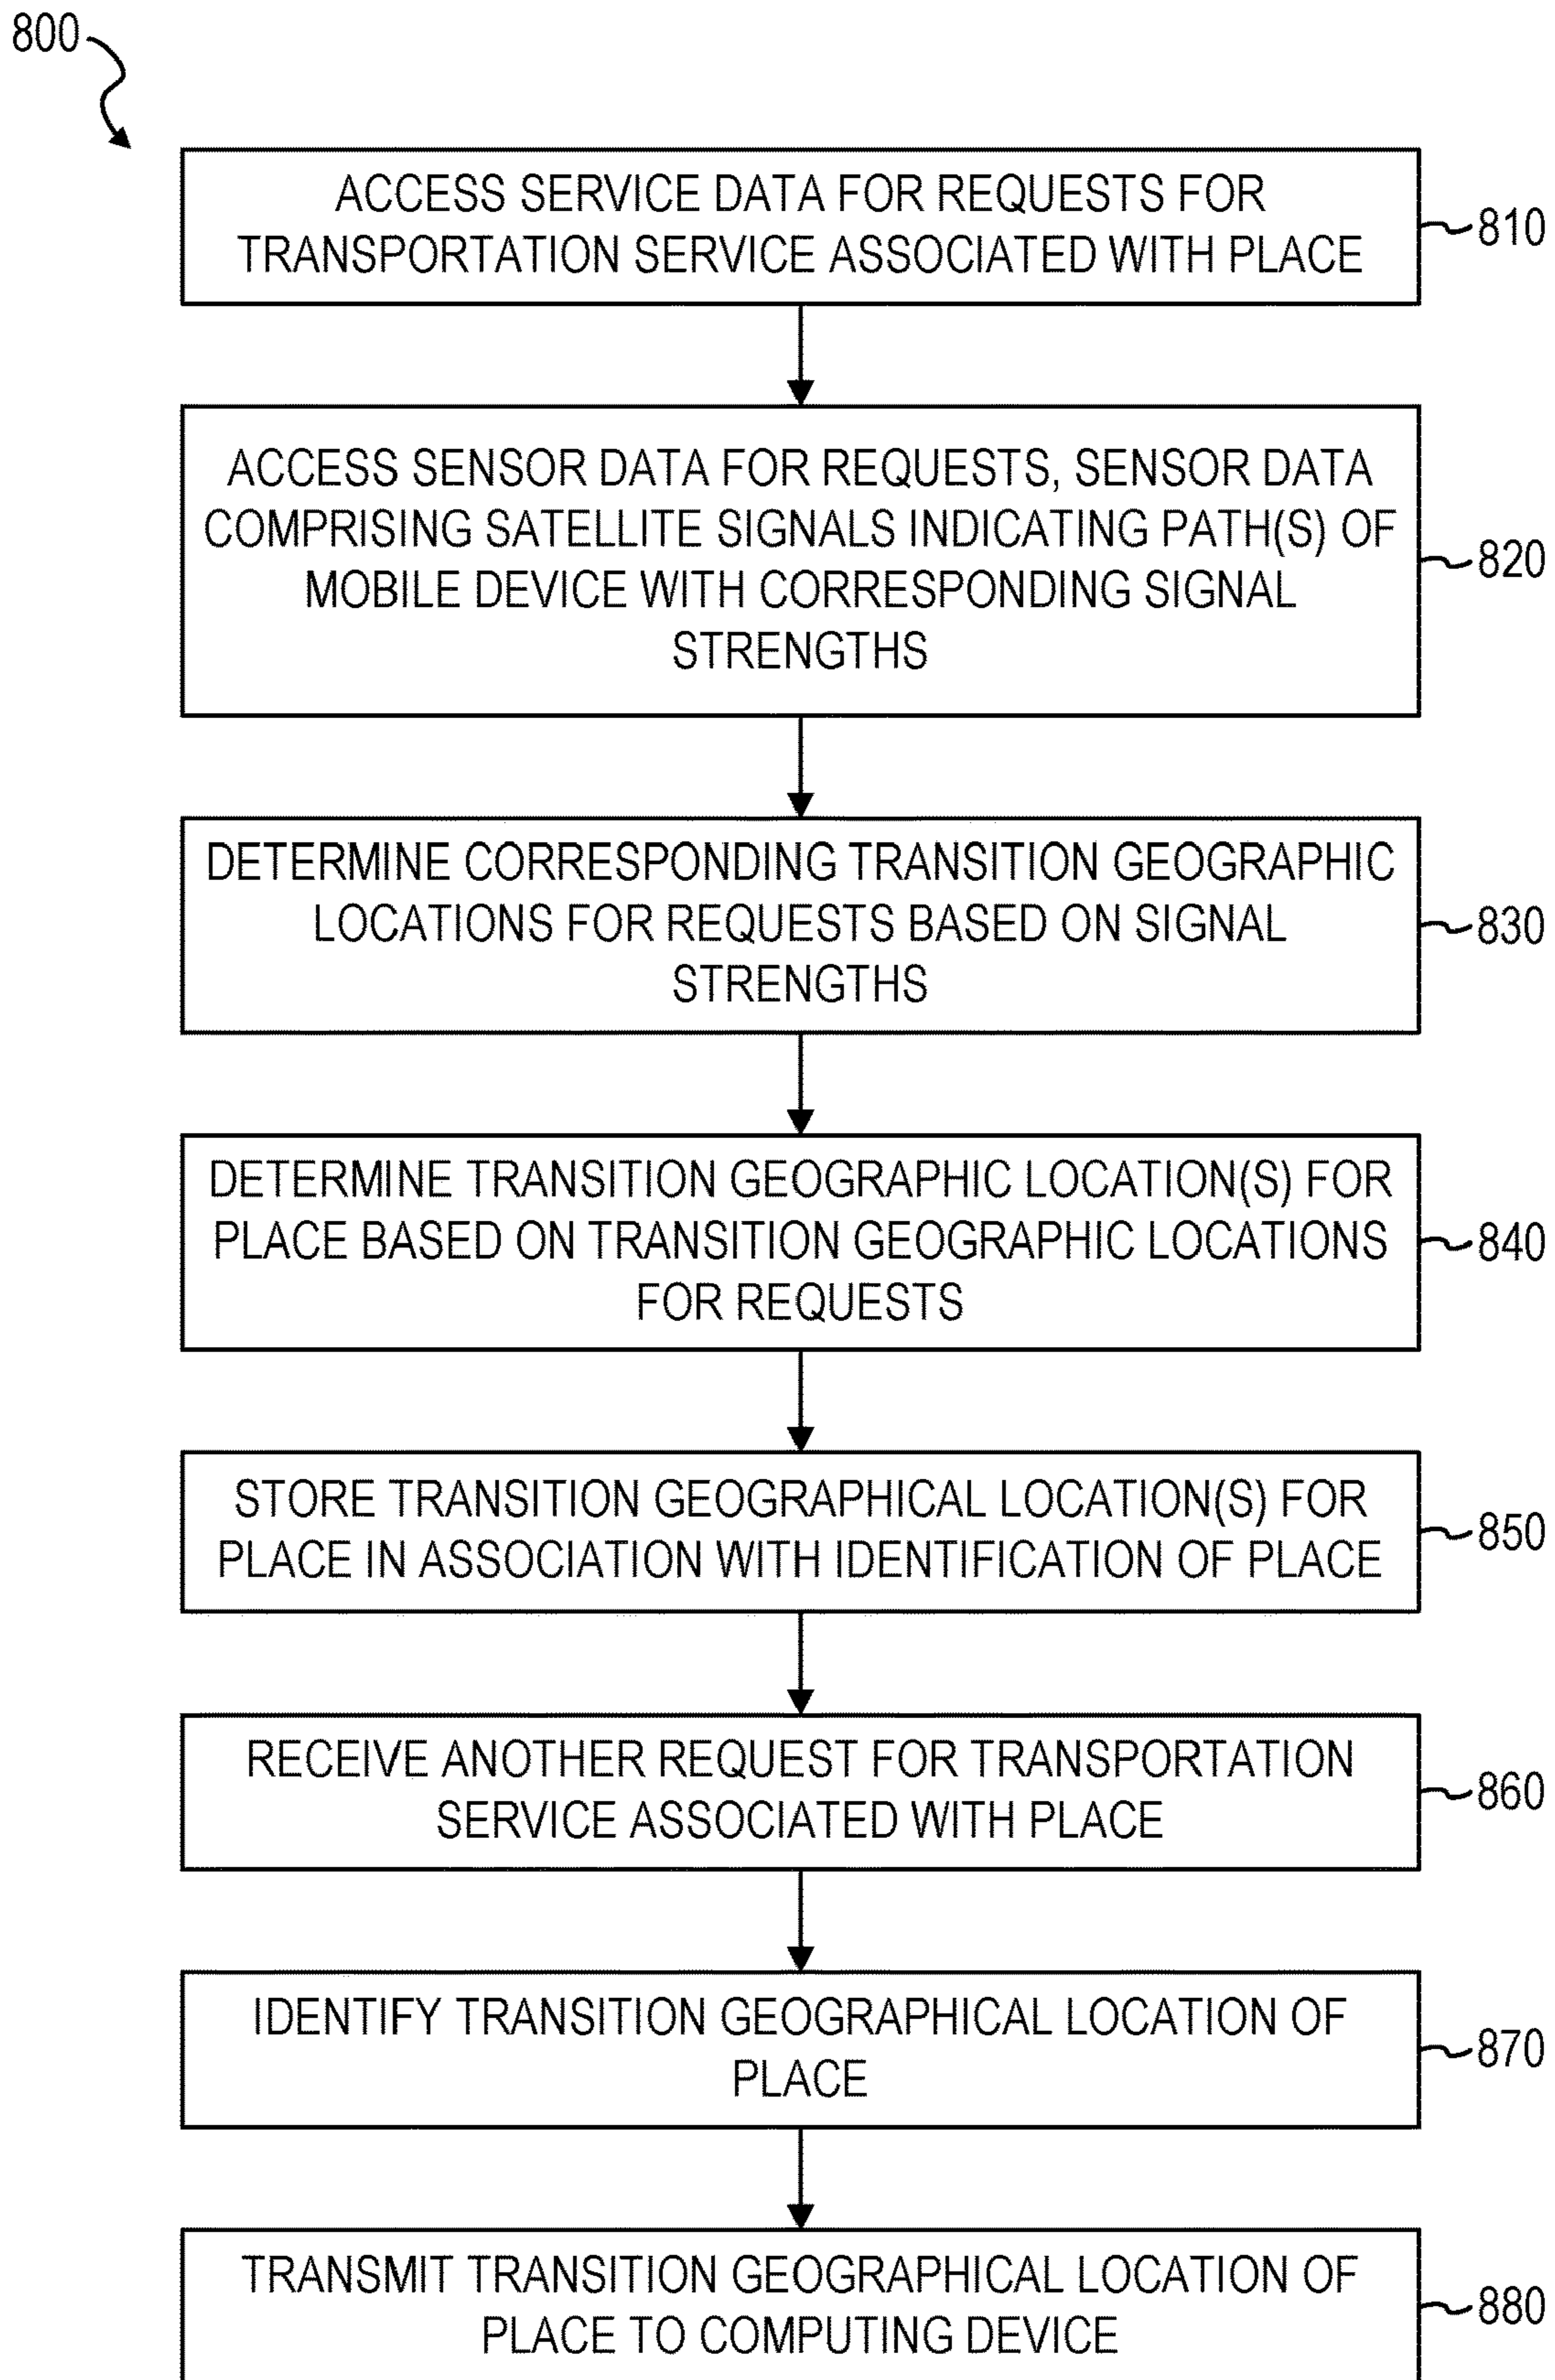 800
ACCESS SERVICE DATA FOR REQUESTS FOR
TRANSPORTATION SERVICE ASSOCIATED WITH PLACE
810
ACCESS SENSOR DATA FOR REQUESTS, SENSOR DATA
COMPRISING SATELLITE SIGNALS INDICATING PATH(S) OF
MOBILE DEVICE WITH CORRESPONDING SIGNAL
STRENGTHS
820
DETERMINE CORRESPONDING TRANSITION GEOGRAPHIC
LOCATIONS FOR REQUESTS BASED ON SIGNAL
STRENGTHS
830
DETERMINE TRANSITION GEOGRAPHIC LOCATION(S) FOR
PLACE BASED ON TRANSITION GEOGRAPHIC LOCATIONS
FOR REQUESTS
840
STORE TRANSITION GEOGRAPHICAL LOCATION(S) FOR
PLACE IN ASSOCIATION WITH IDENTIFICATION OF PLACE
850
RECEIVE ANOTHER REQUEST FOR TRANSPORTATION
SERVICE ASSOCIATED WITH PLACE
860
IDENTIFY TRANSITION GEOGRAPHICAL LOCATION OF
PLACE
870
TRANSMIT TRANSITION GEOGRAPHICAL LOCATION OF
PLACE TO COMPUTING DEVICE
880